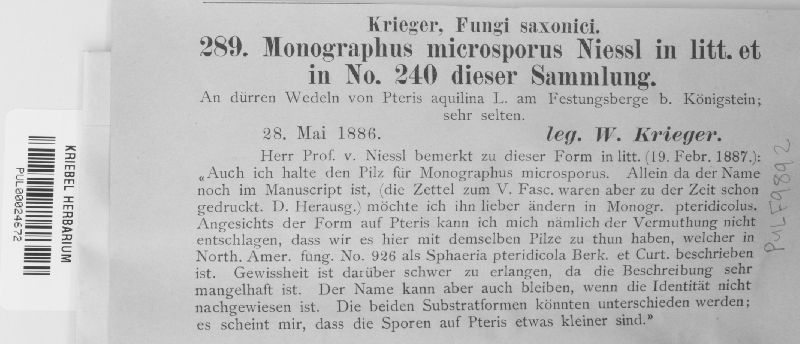 Krieger, Fungi saxonici.
289. Monographus microsporus Niessl in litt. et
in No. 240 dieser Sammlung.
An dürren Wedeln von Pteris aquilina L. am Festungsberge b. Königstein;
sehr selten.
28. Mai 1886. leg. W. Krieger.
Herr Prof. v. Niessl bemerkt zu dieser Form in litt. (19. Febr. 1887.):
„Auch ich halte den Pilz für Monographus microsporus. Allein da der Name
noch im Manuscript ist, (die Zettel zum V. Fasc. waren aber zu der Zeit schon
gedruckt. D. Herausg.) möchte ich ihn lieber ändern in Monogr. pteridicolus.
Angesichts der Form auf Pteris kann ich mich nämlich der Vermuthung nicht
entschlagen, dass wir es hier mit demselben Pilze zu thun haben, welcher in
North. Amer. fung. No. 926 als Sphaeria pteridicola Berk. et Curt. beschrieben
ist. Gewissheit ist darüber schwer zu erlangen, da die Beschreibung sehr
mangelhaft ist. Der Name kann aber auch bleiben, wenn die Identität nicht
nachgewiesen ist. Die beiden Substratformen könnten unterschieden werden;
es scheint mir, dass die Sporen auf Pteris etwas kleiner sind.”
KRIEBEL HERBARIUM
PUL00024672
PULF9892